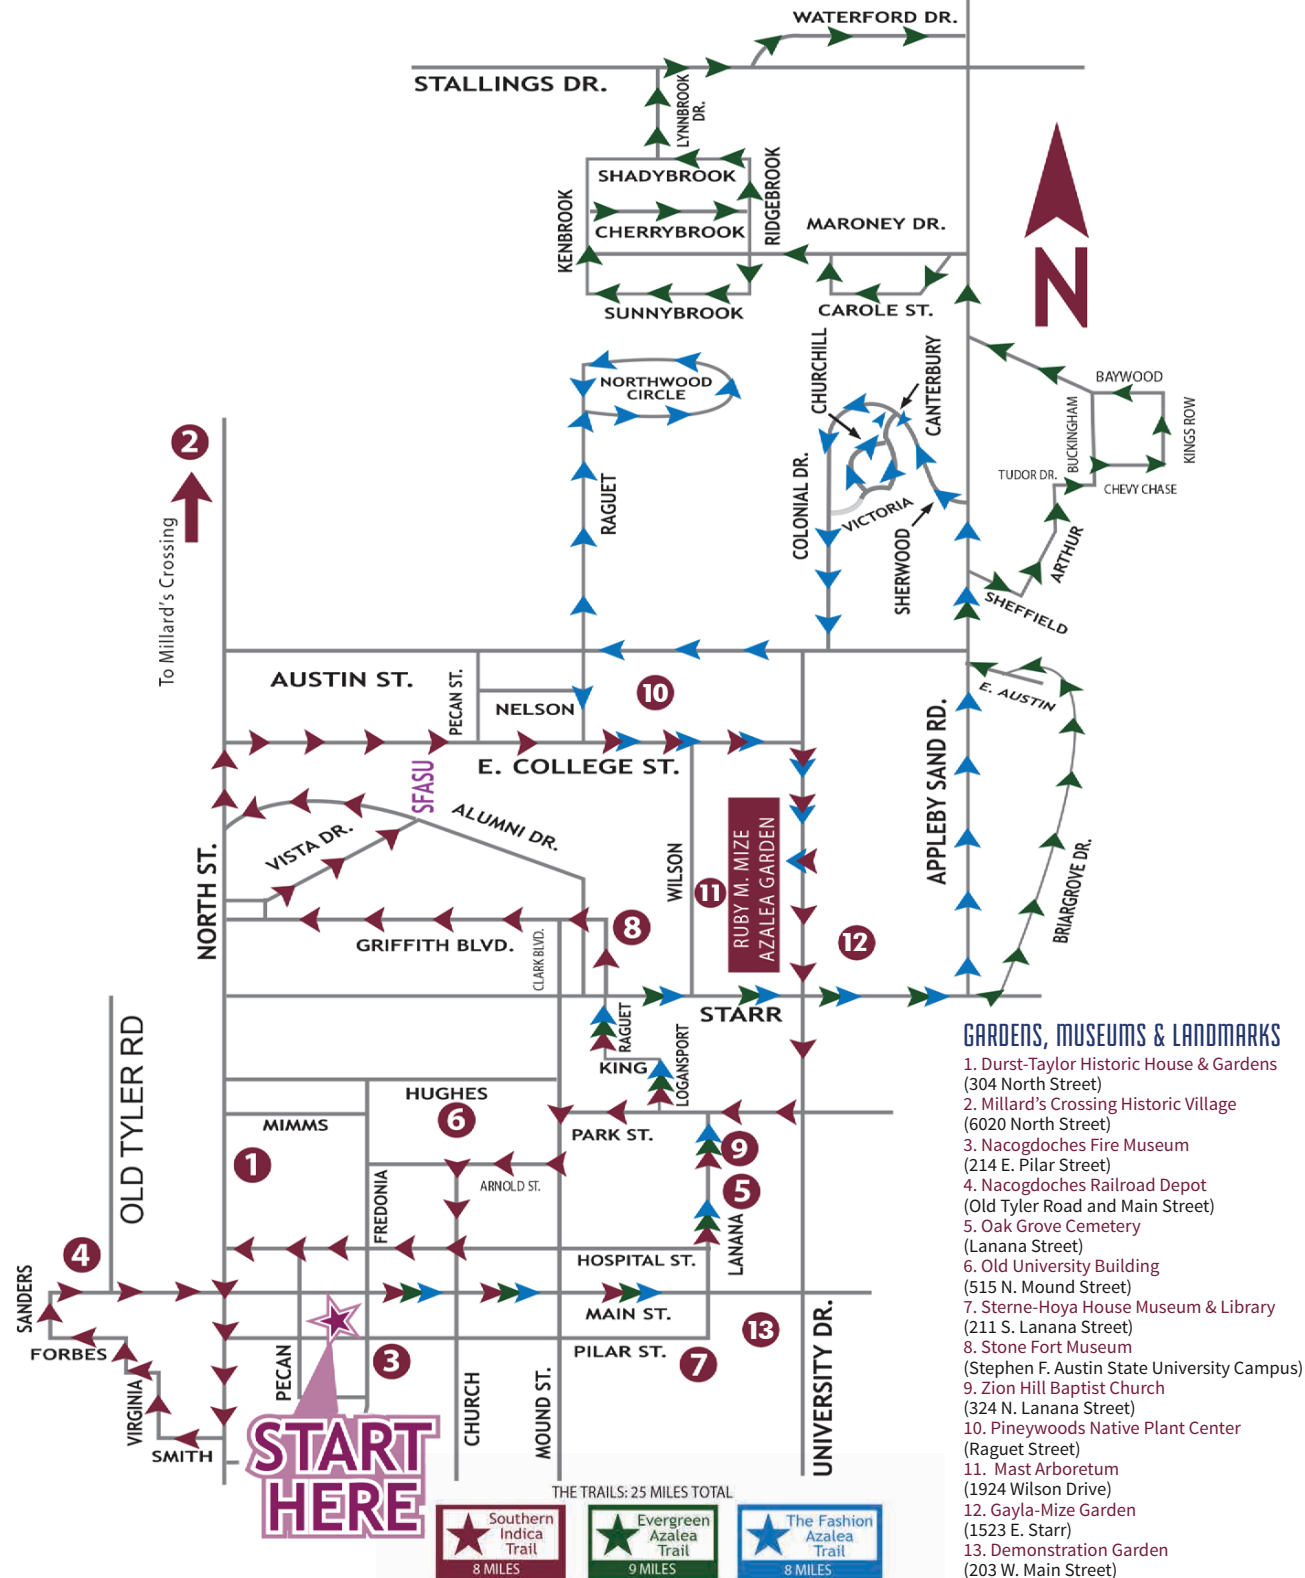 WATERFORD DR.
STALLINGS DR.
LYNNBROOK
DR.
SHADYBROOK
KENBROOK
CHERRYBROOK
RIDGEBROOK
MARONEY DR.
SUNNYBROOK
CAROLE ST.
N
CHURCHILL
CANTERBURY
NORTHWOOD
CIRCLE
BAYWOOD
BUCKINGHAM
KINGS ROW
TUDOR DR.
CHEVY CHASE
2
To Millard's Crossing
RAGUET
COLONIAL DR.
VICTORIA
SHERWOOD
ARTHUR
SHEFFIELD
AUSTIN ST.
PECAN ST.
NELSON
10
E. AUSTIN
APPLEBY SAND RD.
E. COLLEGE ST.
SFASU
ALUMNI DR.
VISTA DR.
NORTH ST.
WILSON
11
RUBY M. MIZE
AZALEA GARDEN
BRIARGROVE DR.
GRIFFITH BLVD.
CLARK BLVD.
8
12
STARR
OLD TYLER RD
RAGUET
KING
LOGANSPORT
HUGHES
6
MIMMS
PARK ST.
1
9
ARNOLD ST.
FREDONIA
5
LANANA
HOSPITAL ST.
4
SANDERS
MAIN ST.
13
FORBES
PILAR ST.
7
PECAN
3
VIRGINIA
SMITH
CHURCH
MOUND ST.
UNIVERSITY DR.
START
HERE
GARDENS, MUSEUMS & LANDMARKS
1. Durst-Taylor Historic House & Gardens
(304 North Street)
2. Millard's Crossing Historic Village
(6020 North Street)
3. Nacogdoches Fire Museum
(214 E. Pilar Street)
4. Nacogdoches Railroad Depot
(Old Tyler Road and Main Street)
5. Oak Grove Cemetery
(Lanana Street)
6. Old University Building
(515 N. Mound Street)
7. Sterne-Hoya House Museum & Library
(211 S. Lanana Street)
8. Stone Fort Museum
(Stephen F. Austin State University Campus)
9. Zion Hill Baptist Church
(324 N. Lanana Street)
10. Pineywoods Native Plant Center
(Raguet Street)
11. Mast Arboretum
(1924 Wilson Drive)
12. Gayla-Mize Garden
(1523 E. Starr)
13. Demonstration Garden
(203 W. Main Street)
THE TRAILS: 25 MILES TOTAL
Southern
Indica
Trail
8 MILES
Evergreen
Azalea
Trail
9 MILES
The Fashion
Azalea
Trail
8 MILES